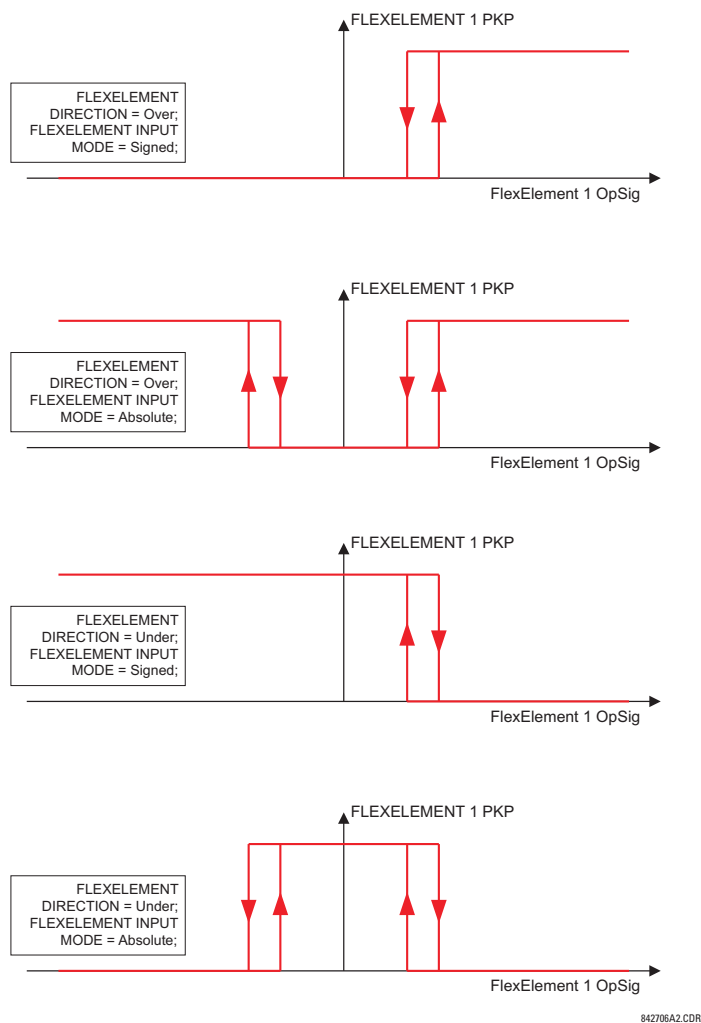 FLEXELEMENT 1 PKP
FLEXELEMENT
DIRECTION = Over;
FLEXELEMENT INPUT
MODE = Signed;
FlexElement 1 OpSig
FLEXELEMENT 1 PKP
FLEXELEMENT
DIRECTION = Over;
FLEXELEMENT INPUT
MODE = Absolute;
FlexElement 1 OpSig
FLEXELEMENT 1 PKP
FLEXELEMENT
DIRECTION = Under;
FLEXELEMENT INPUT
MODE = Signed;
FlexElement 1 OpSig
FLEXELEMENT 1 PKP
FLEXELEMENT
DIRECTION = Under;
FLEXELEMENT INPUT
MODE = Absolute;
FlexElement 1 OpSig
842706A2.CDR